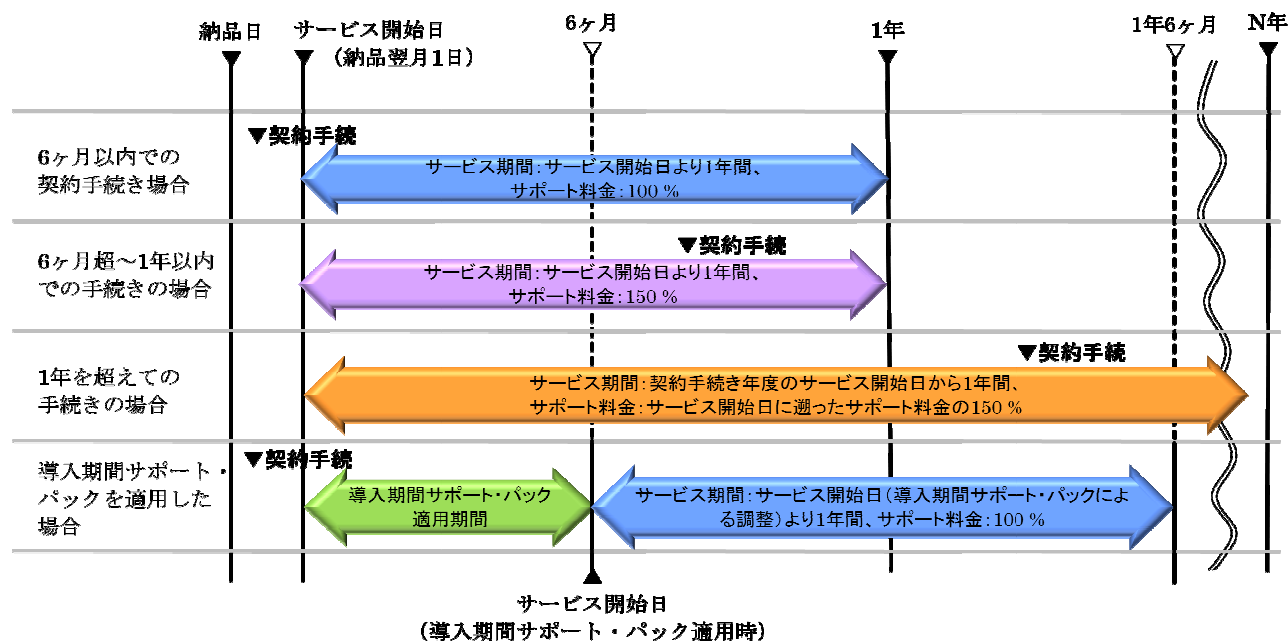 納品日
サービス開始日
（納品翌月1日）
6ヶ月
1年
1年6ヶ月
N年
6ヶ月以内での
契約手続き場合
▼契約手続
サービス期間：サービス開始日より1年間、
サポート料金：100 %
6ヶ月超～1年以内
での手続きの場合
▼契約手続
サービス期間：サービス開始日より1年間、
サポート料金：150 %
1年を超えての
手続きの場合
▼契約手続
サービス期間：契約手続き年度のサービス開始日から1年間、
サポート料金：サービス開始日に遡ったサポート料金の150 %
導入期間サポート・
パックを適用した
場合
▼契約手続
導入期間サポート・パック
適用期間
サービス期間：サービス開始日（導入期間サポート・パックによ
る調整）より1年間、サポート料金：100 %
サービス開始日
（導入期間サポート・パック適用時）